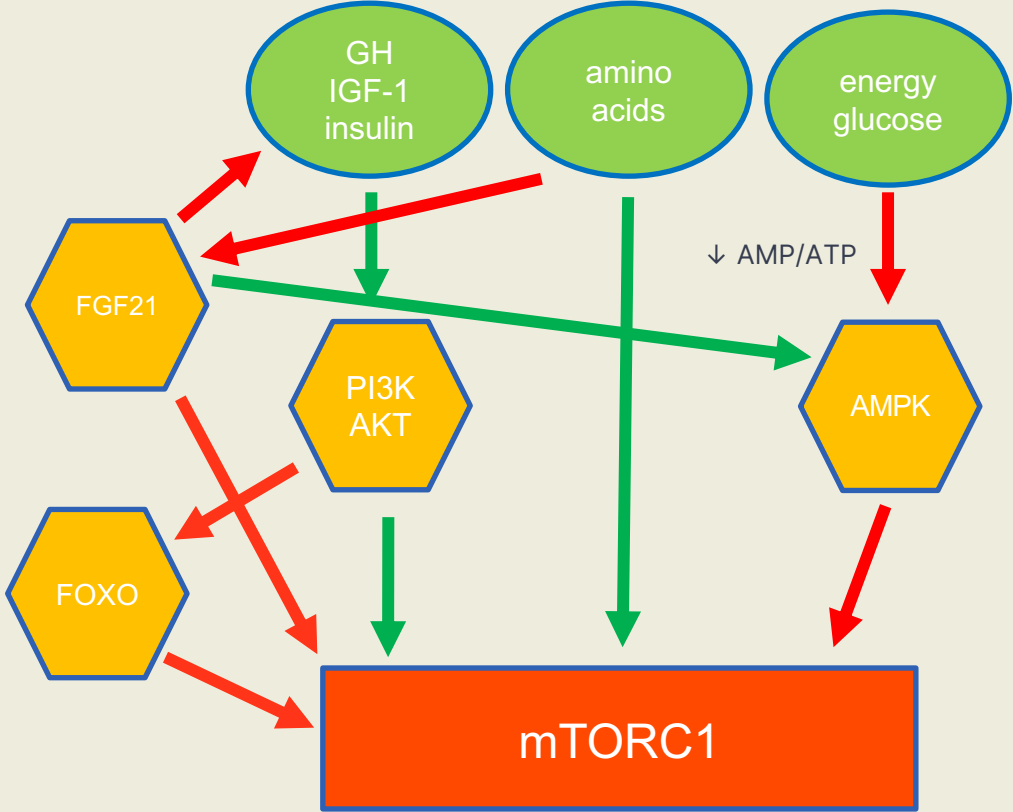 GH
IGF-1
insulin
amino
acids
energy
glucose
↓ AMP/ATP
FGF21
PI3K
AKT
AMPK
FOXO
mTORC1